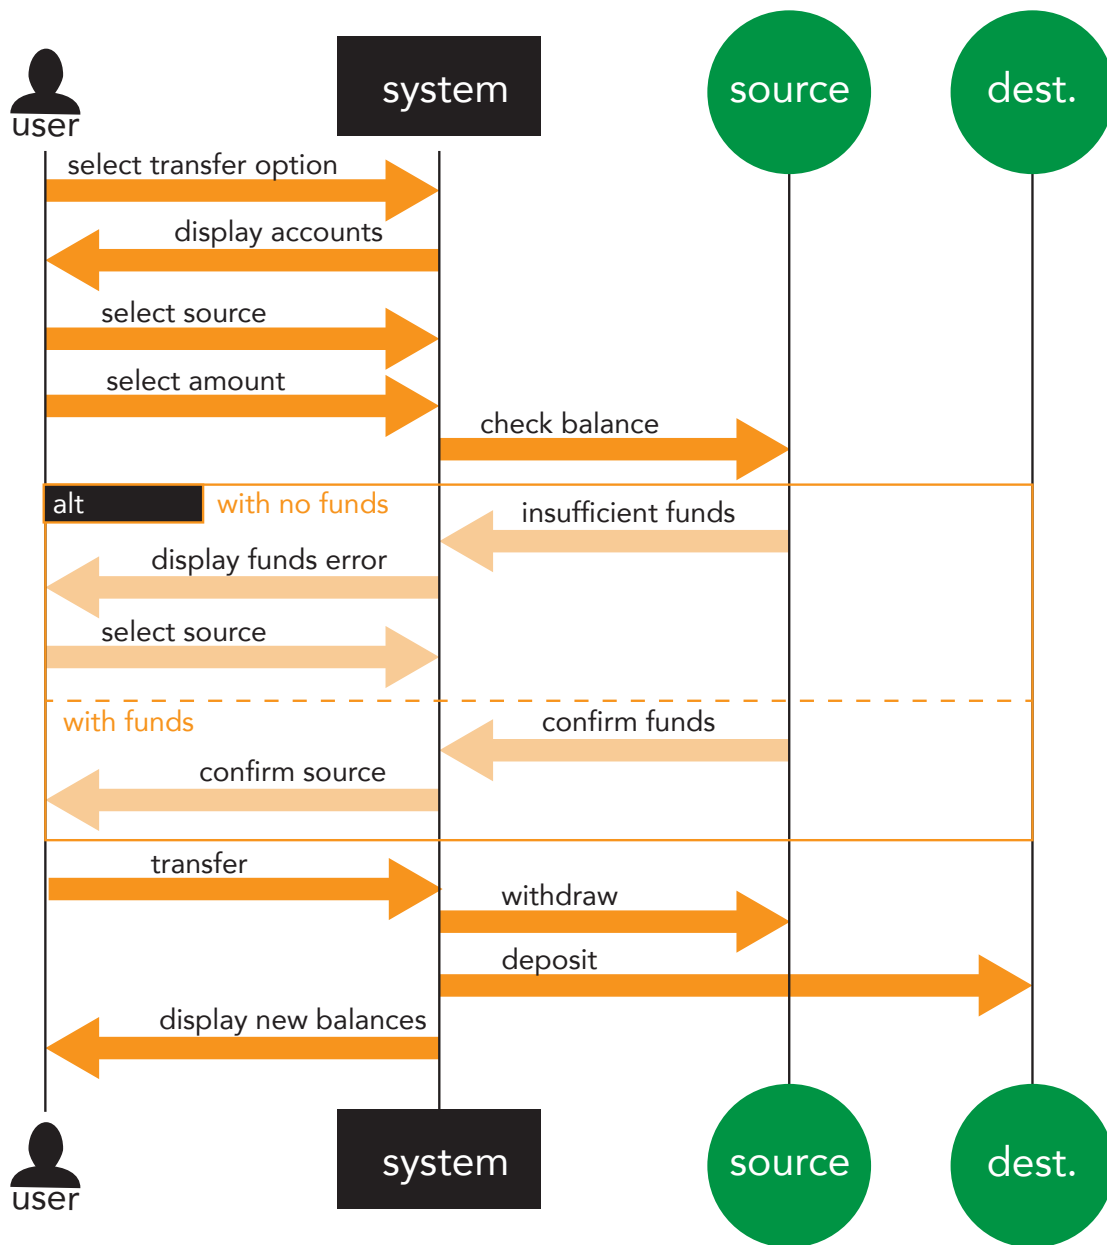 user
system
source
dest.
select transfer option
display accounts
select source
select amount
check balance
alt
with no funds
insufficient funds
display funds error
select source
with funds
confirm funds
confirm source
transfer
withdraw
deposit
display new balances
user
system
source
dest.